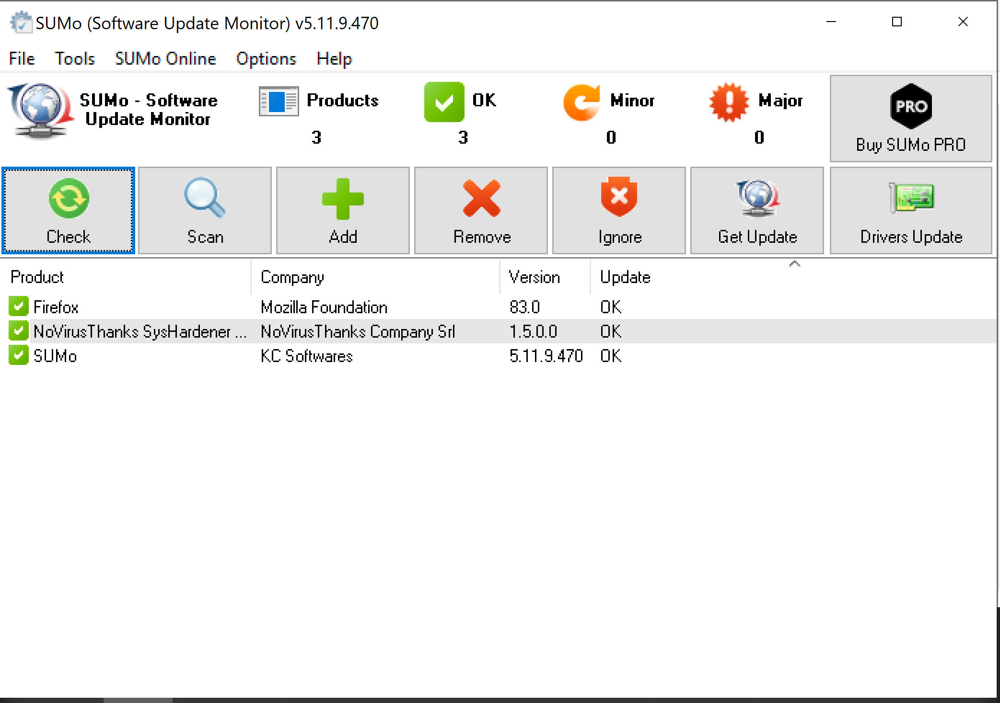 SUMo (Software Update Monitor) v5.11.9.470
File Tools SUMo Online Options Help
SUMo - Software
Update Monitor
Products
3
OK
3
Minor
0
Major
0
PRO
Buy SUMo PRO
Check Scan Add Remove Ignore Get Update Drivers Update
Product Company Version Update
Firefox Mozilla Foundation 83.0 OK
NoVirusThanks SysHardener ... NoVirusThanks Company Srl 1.5.0.0 OK
SUMo KC Softwares 5.11.9.470 OK